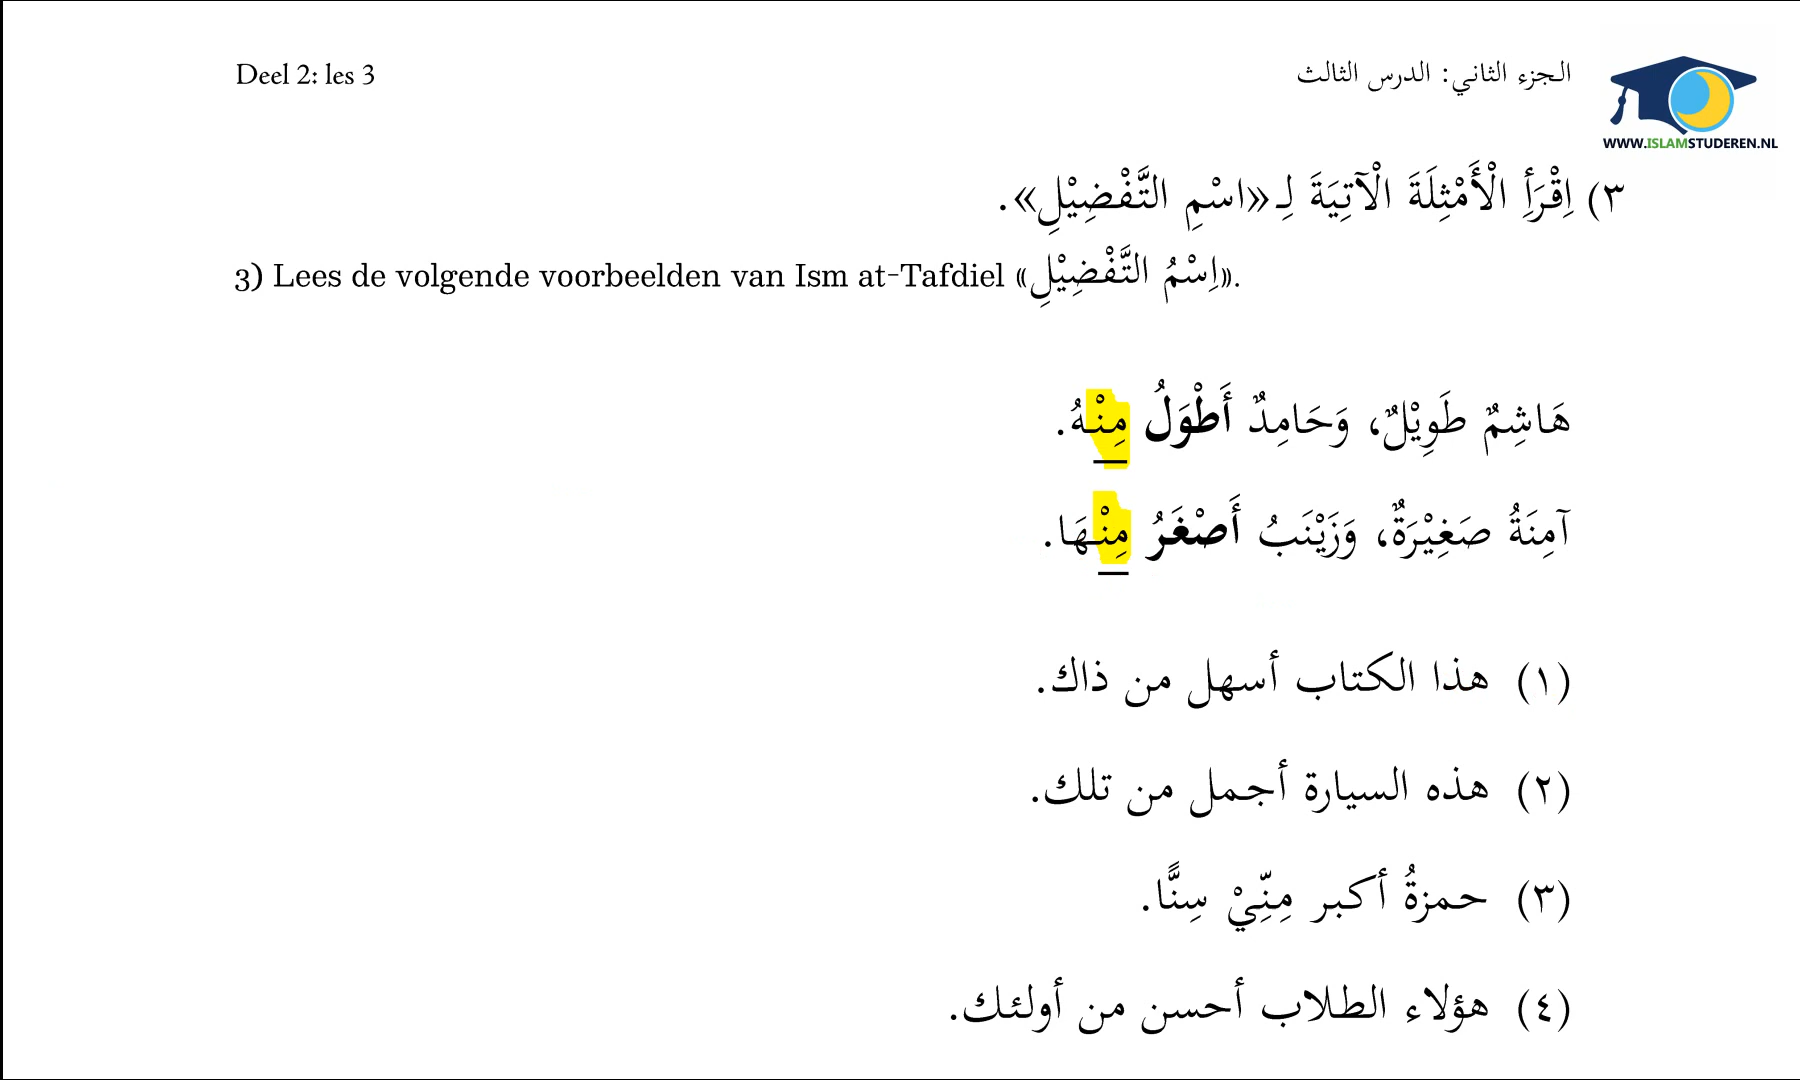 Deel 2: les 3
الجزء الثاني: الدرس الثالث
WWW.ISLAMSTUDEREN.NL
٣) اِقْرَأِ الْأَمْثِلَةَ الْآتِيَةَ لِـ«اسْمِ التَّفْضِيْلِ».
3) Lees de volgende voorbeelden van Ism at-Tafdiel «اِسْمُ التَّفْضِيْلِ».
هَاشِمٌ طَوِيْلٌ، وَحَامِدٌ أَطْوَلُ مِنْهُ.
آمِنَةُ صَغِيْرَةٌ، وَزَيْنَبُ أَصْغَرُ مِنْهَا.
(١) هذا الكتاب أسهل من ذاك.
(٢) هذه السيارة أجمل من تلك.
(٣) حمزةُ أكبر مِنِّيْ سِنًّا.
(٤) هؤلاء الطلاب أحسن من أولئك.